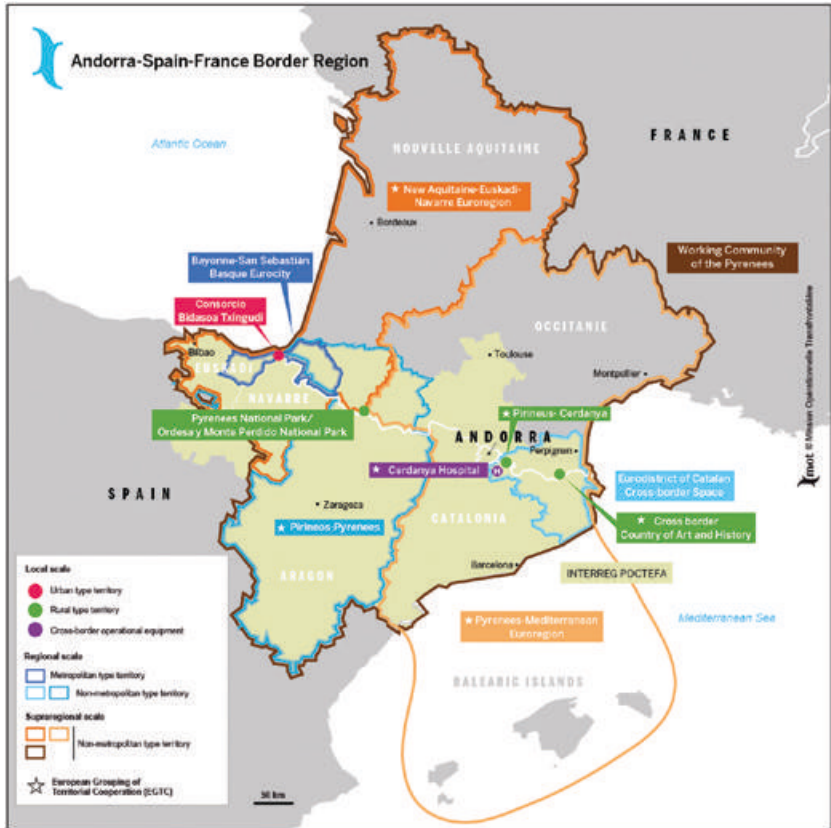 Andorra-Spain-France Border Region
Atlantic Ocean
FRANCE
NOUVELLE AQUITAINE
★ New Aquitaine-Euskadi-
Navarre Euroregion
Bordeaux
Bayonne-San Sebastián
Basque Eurocity
Working Community
of the Pyrenees
Consorcio
Bidasoa Txingudi
OCCITANIE
Bilbao
EUSKADI
Toulouse
Montpellier
NAVARRE
Pyrenees National Park/
Ordesa y Monte Perdido National Park
★ Pirineus- Cerdanya
ANDORRA
Perpignan
★ Cerdanya Hospital
H
Eurodistrict of Catalan
Cross-border Space
SPAIN
Zaragoza
★ Pirineos-Pyrenees
CATALONIA
★ Cross border
Country of Art and History
ARAGON
Barcelona
INTERREG POCTEFA
★ Pyrenees-Mediterranean
Euroregion
Mediterranean Sea
BALEARIC ISLANDS
Local scale
Urban type territory
Rural type territory
Cross-border operational equipment
Regional scale
Metropolitan type territory
Non-metropolitan type territory
Supraregional scale
Non-metropolitan type territory
European Grouping of
Territorial Cooperation (EGTC)
50 km
mot © Mission Opérationnelle Transfrontalière